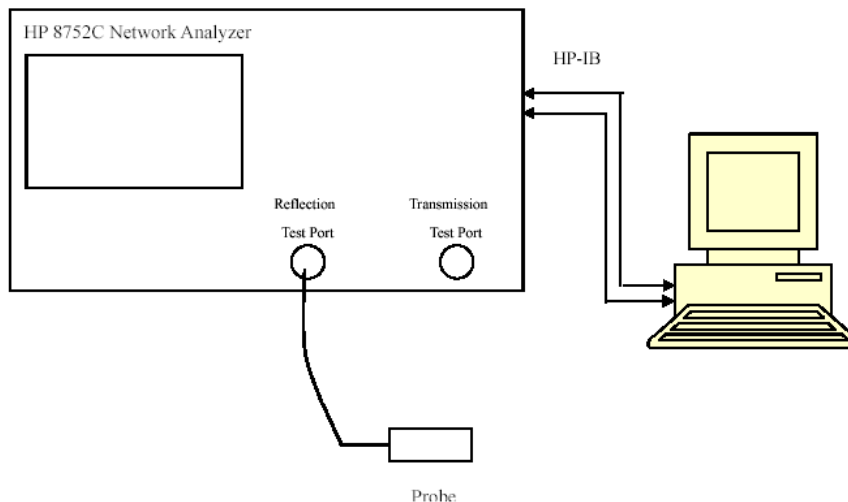 HP 8752C Network Analyzer
HP-IB
Reflection
Test Port
Transmission
Test Port
Probe